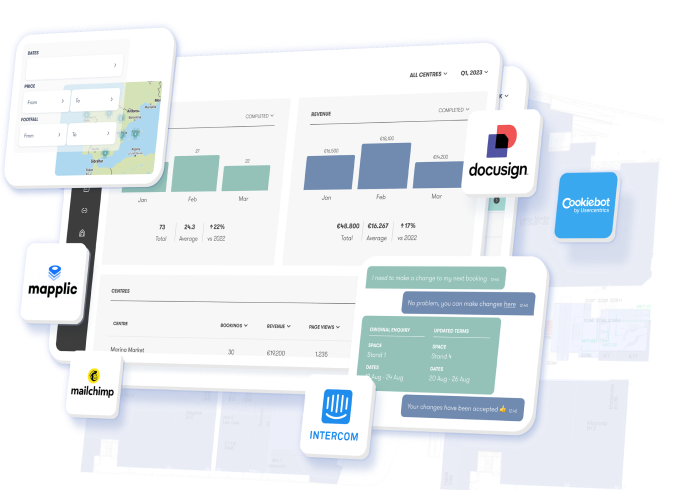 DATES
PRICE
From
To
FOOTFALL
From
To
ALL CENTRES
Q1, 2023
COMPLETED
27
20
Jan
Feb
Mar
73
24.3
↑22%
Total
Average
vs 2022
REVENUE
COMPLETED
€16,500
€18,100
€14,200
Jan
Feb
Mar
€48.800
€16.267
↑17%
Total
Average
vs 2022
docusign
Cookiebot
by Usercentrics
mapplic
mailchimp
INTERCOM
CENTRES
CENTRE
BOOKINGS
REVENUE
PAGE VIEWS
Marina Market
30
€19,200
1,235
I need to make a change to my next booking
No problem, you can make changes here
ORIGINAL ENQUIRY
UPDATED TERMS
SPACE
SPACE
Stand 1
Stand 4
DATES
DATES
Aug - 24 Aug
20 Aug - 26 Aug
Your changes have been accepted 👍